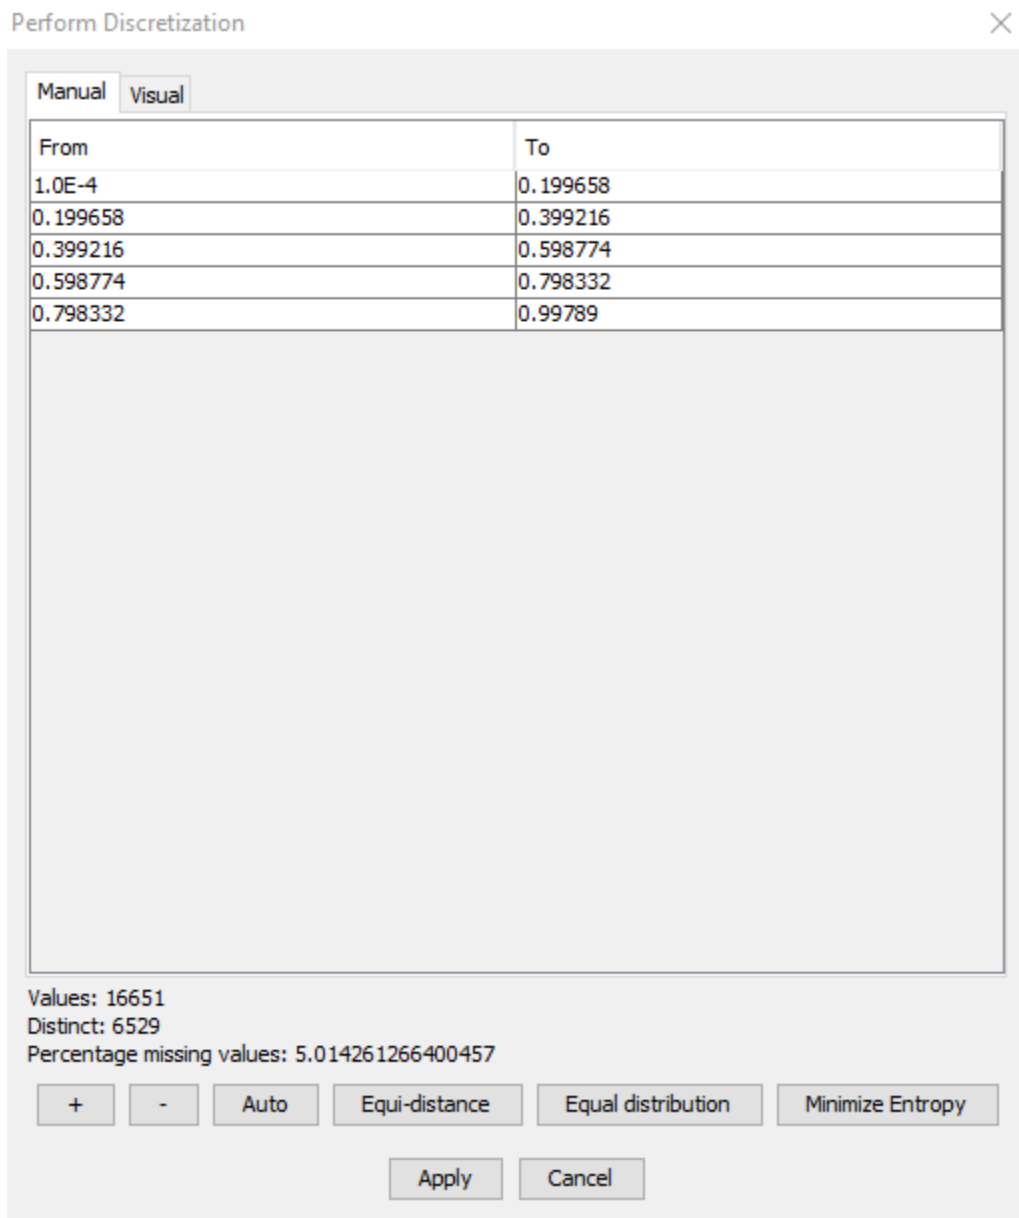 Perform Discretization
Manual Visual
From To
1.0E-4 0.199658
0.199658 0.399216
0.399216 0.598774
0.598774 0.798332
0.798332 0.99789
Values: 16651
Distinct: 6529
Percentage missing values: 5.014261266400457
+ - Auto Equi-distance Equal distribution Minimize Entropy
Apply Cancel